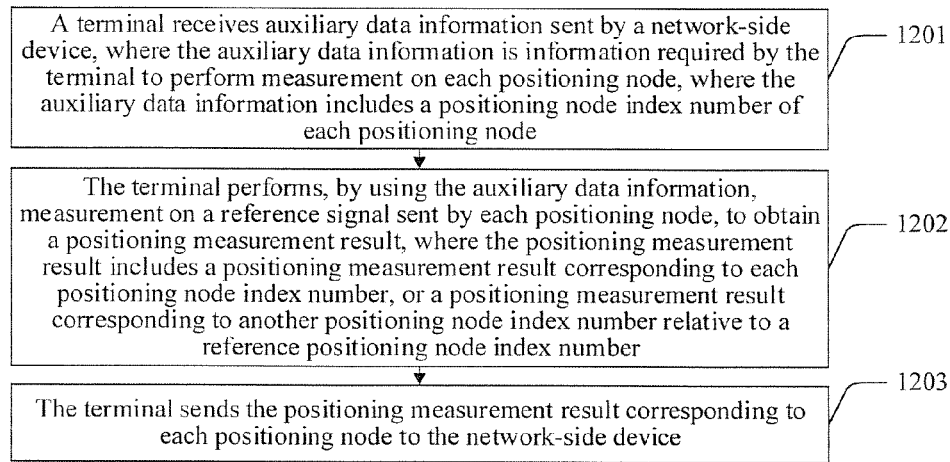 A terminal receives auxiliary data information sent by a network-side
device, where the auxiliary data information is information required by the
terminal to perform measurement on each positioning node, where the
auxiliary data information includes a positioning node index number of
each positioning node
1201
The terminal performs, by using the auxiliary data information,
measurement on a reference signal sent by each positioning node, to obtain
a positioning measurement result, where the positioning measurement
result includes a positioning measurement result corresponding to each
positioning node index number, or a positioning measurement result
corresponding to another positioning node index number relative to a
reference positioning node index number
1202
The terminal sends the positioning measurement result corresponding to
each positioning node to the network-side device
1203